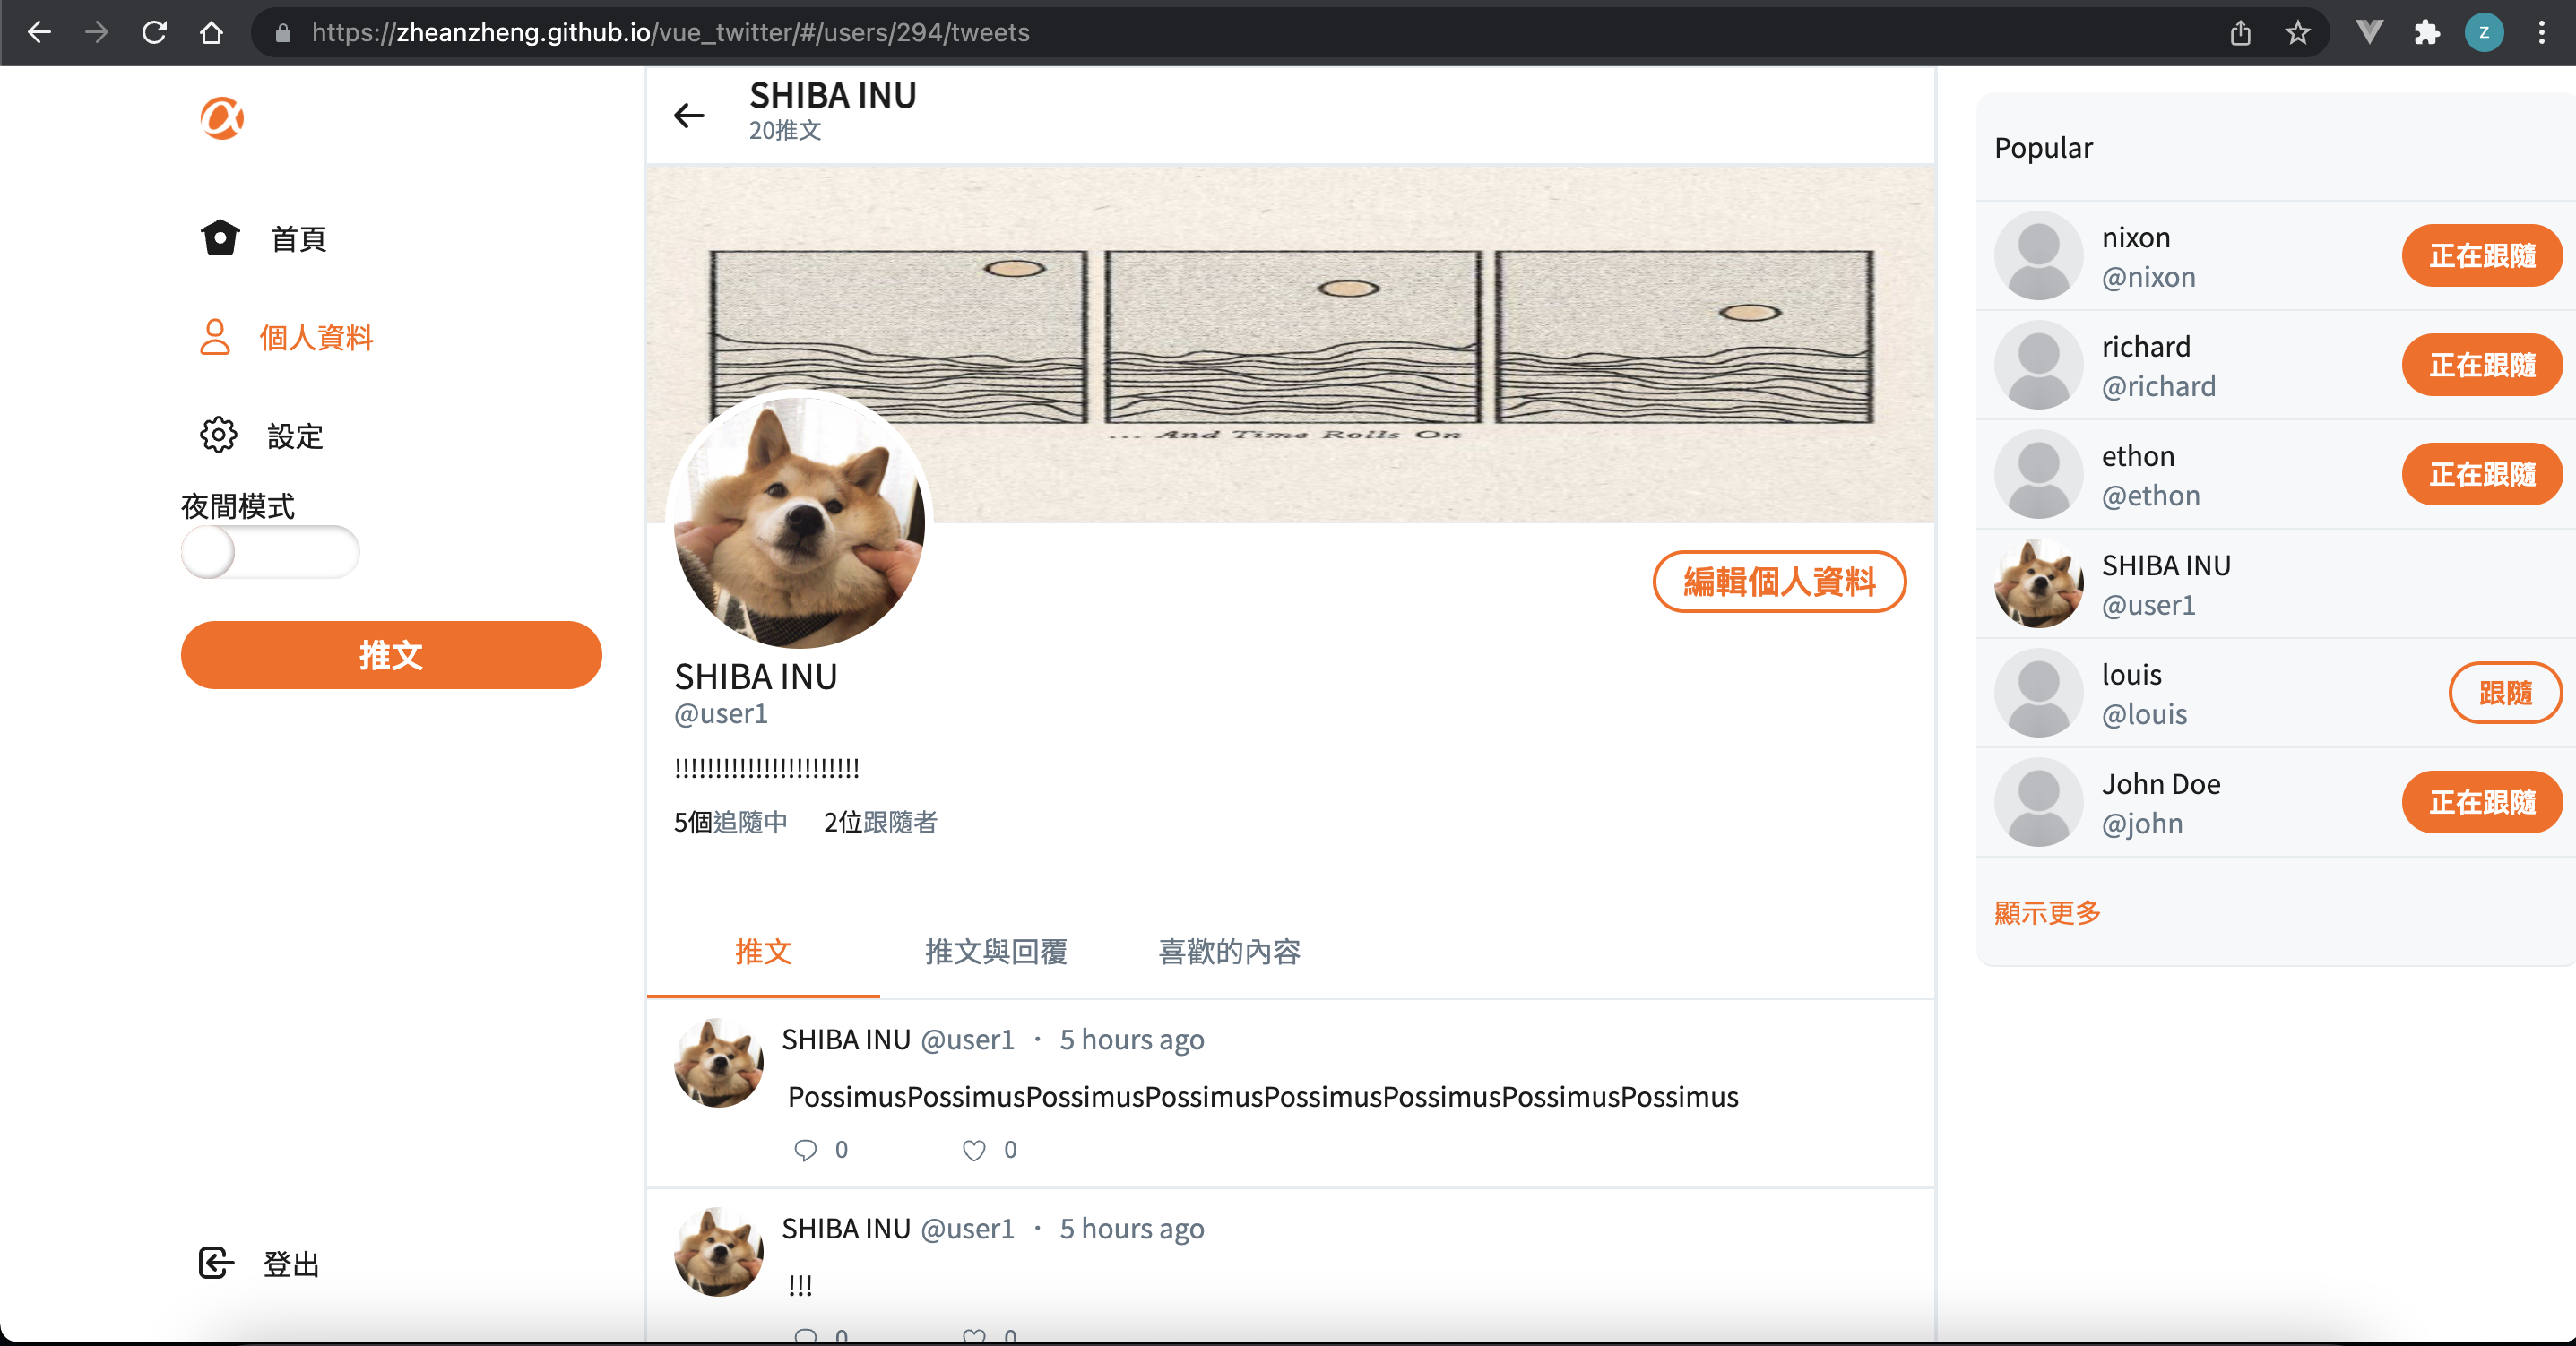 https://zheanzheng.github.io/vue_twitter/#/users/294/tweets
Z
首頁
個人資料
設定
夜間模式
推文
登出
SHIBA INU
20推文
... And Time Rolls On
編輯個人資料
SHIBA INU
@user1
!!!!!!!!!!!!!!!!!!!!!!!
5個追隨中 2位跟隨者
推文 推文與回覆 喜歡的內容
SHIBA INU @user1 · 5 hours ago
PossimusPossimusPossimusPossimusPossimusPossimusPossimusPossimus
0 0
SHIBA INU @user1 · 5 hours ago
!!!
0 0
Popular
nixon
@nixon
正在跟隨
richard
@richard
正在跟隨
ethon
@ethon
正在跟隨
SHIBA INU
@user1
louis
@louis
跟隨
John Doe
@john
正在跟隨
顯示更多